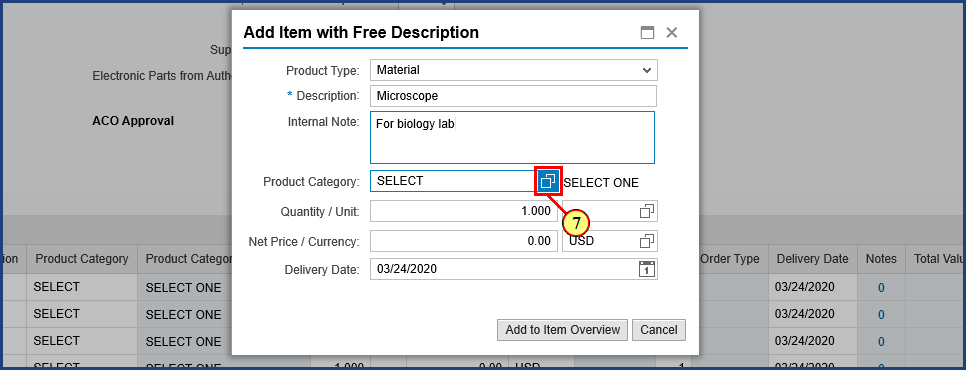 Add Item with Free Description
Supp
Product Type: Material
Electronic Parts from Autho
* Description: Microscope
Internal Note: For biology lab
ACO Approval
Product Category: SELECT SELECT ONE
Quantity / Unit: 1.000
7
Net Price / Currency: 0.00 USD
Delivery Date: 03/24/2020 1
tion Product Category Product Category Order Type Delivery Date Notes Total Valu
SELECT SELECT ONE 03/24/2020 0
SELECT SELECT ONE 03/24/2020 0
Add to Item Overview Cancel
SELECT SELECT ONE 03/24/2020 0
SELECT SELECT ONE 1.000 0.00 USD 1 03/24/2020 0